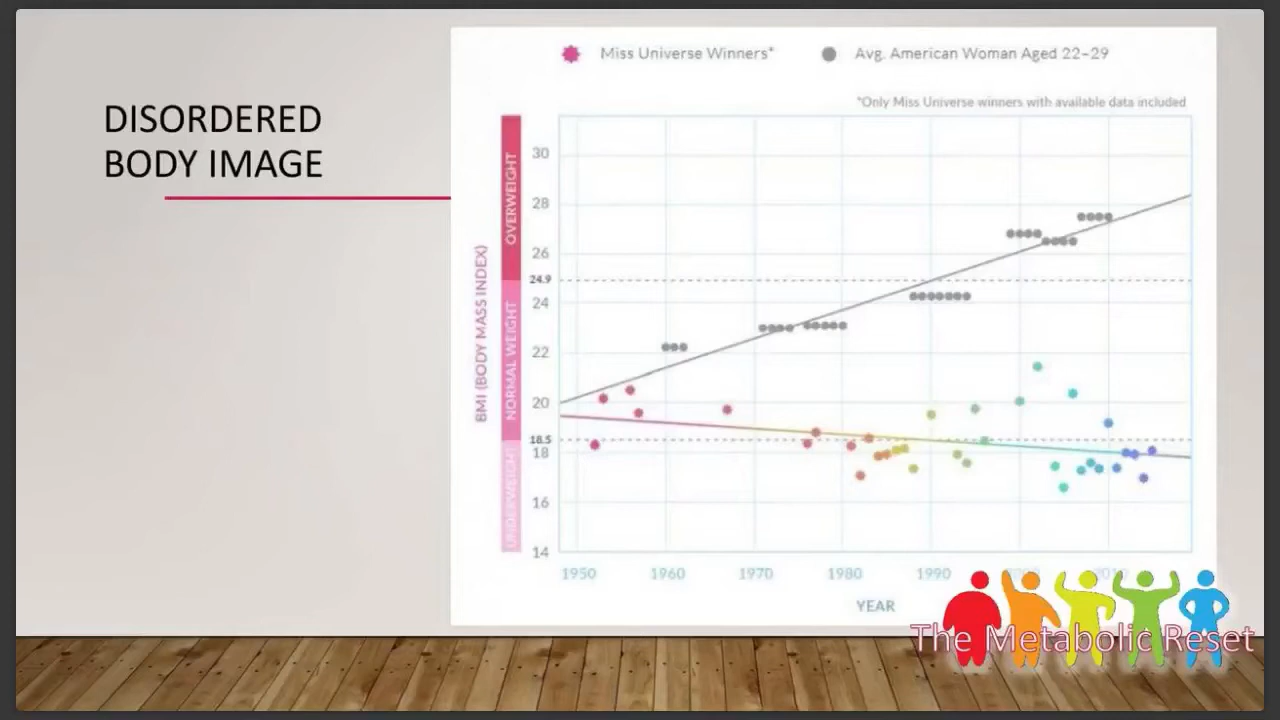 DISORDERED
BODY IMAGE
Miss Universe Winners*
Avg. American Woman Aged 22–29
*Only Miss Universe winners with available data included
BMI (BODY MASS INDEX)
OVERWEIGHT
NORMAL WEIGHT
UNDERWEIGHT
30
28
26
24.9
24
22
20
18.5
18
16
14
1950 1960 1970 1980 1990 2000 2010
YEAR
The Metabolic Reset